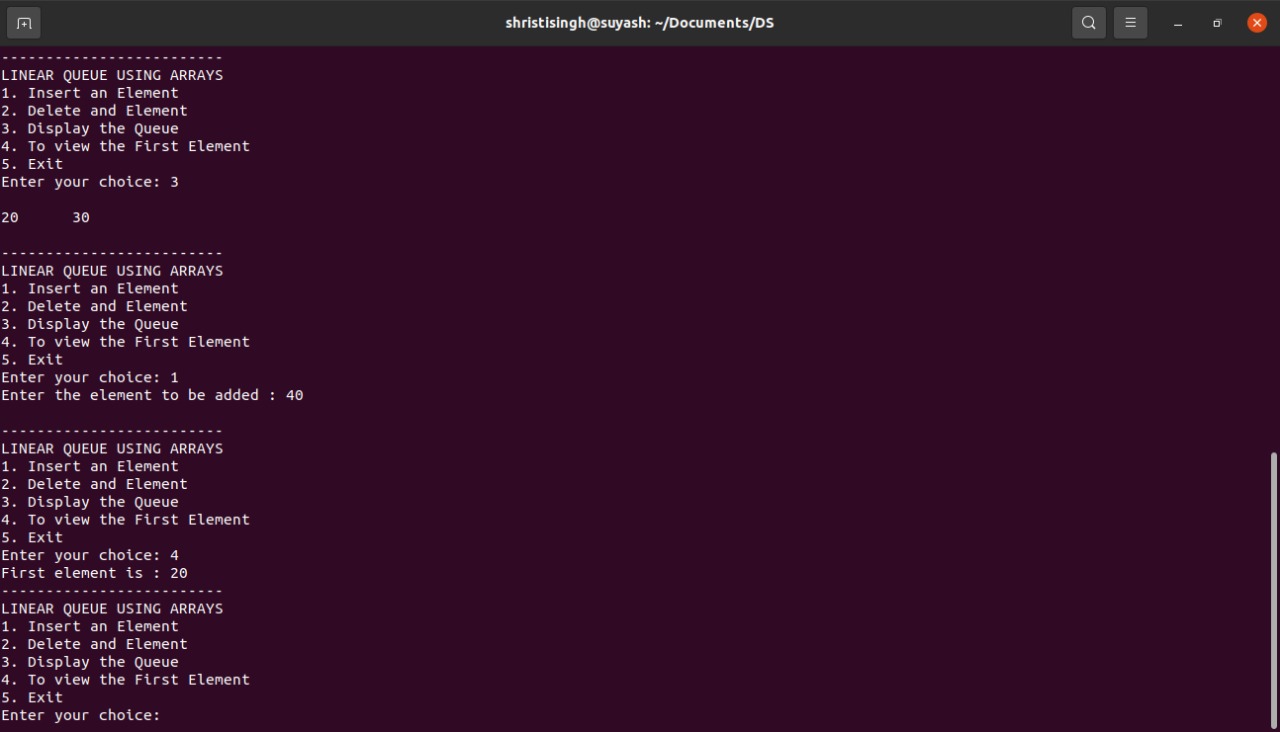 shristisingh@suyash: ~/Documents/DS
-------------------------
LINEAR QUEUE USING ARRAYS
1. Insert an Element
2. Delete and Element
3. Display the Queue
4. To view the First Element
5. Exit
Enter your choice: 3
20      30
-------------------------
LINEAR QUEUE USING ARRAYS
1. Insert an Element
2. Delete and Element
3. Display the Queue
4. To view the First Element
5. Exit
Enter your choice: 1
Enter the element to be added : 40
-------------------------
LINEAR QUEUE USING ARRAYS
1. Insert an Element
2. Delete and Element
3. Display the Queue
4. To view the First Element
5. Exit
Enter your choice: 4
First element is : 20
-------------------------
LINEAR QUEUE USING ARRAYS
1. Insert an Element
2. Delete and Element
3. Display the Queue
4. To view the First Element
5. Exit
Enter your choice: